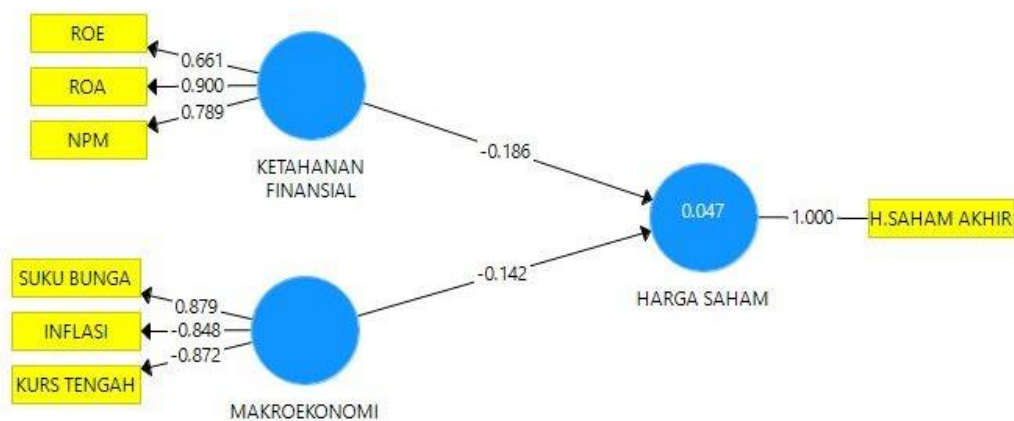 ROE
0.661
ROA
0.900
0.789
NPM
KETAHANAN
FINANSIAL
-0.186
0.047
1.000
H.SAHAM AKHIR
HARGA SAHAM
-0.142
SUKU BUNGA
0.879
INFLASI
-0.848
-0.872
KURS TENGAH
MAKROEKONOMI